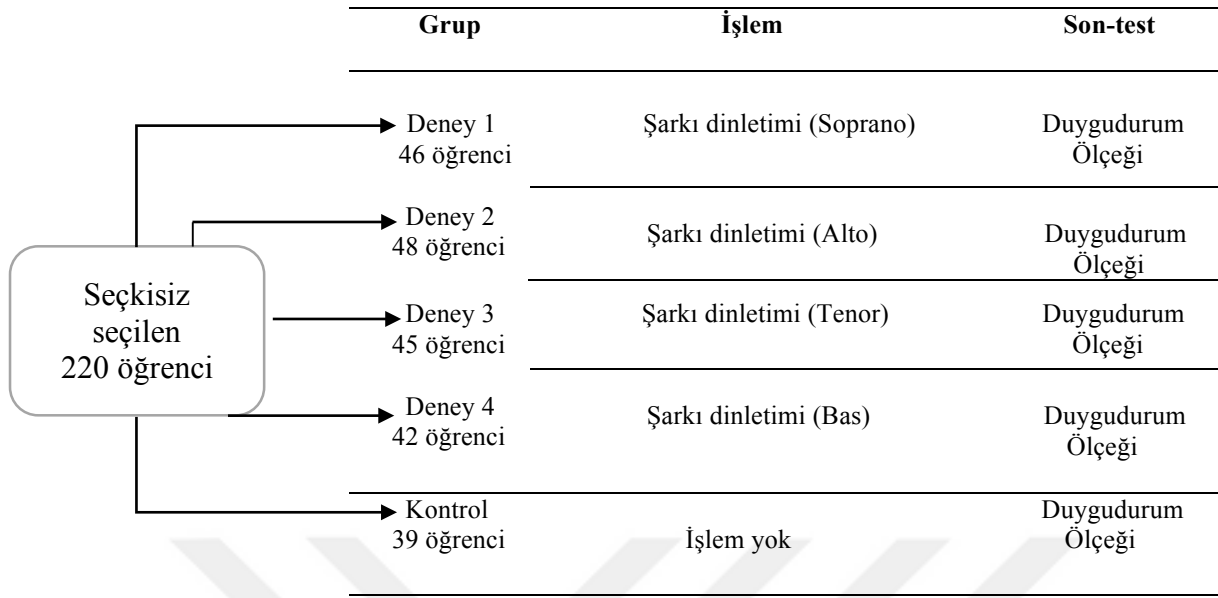 Grup İşlem Son-test
Deney 1 Şarkı dinletimi (Soprano) Duygudurum
46 öğrenci Ölçeği
Deney 2 Şarkı dinletimi (Alto) Duygudurum
48 öğrenci Ölçeği
Seçkisiz
seçilen
220 öğrenci
Deney 3 Şarkı dinletimi (Tenor) Duygudurum
45 öğrenci Ölçeği
Deney 4 Şarkı dinletimi (Bas) Duygudurum
42 öğrenci Ölçeği
Kontrol Duygudurum
39 öğrenci İşlem yok Ölçeği